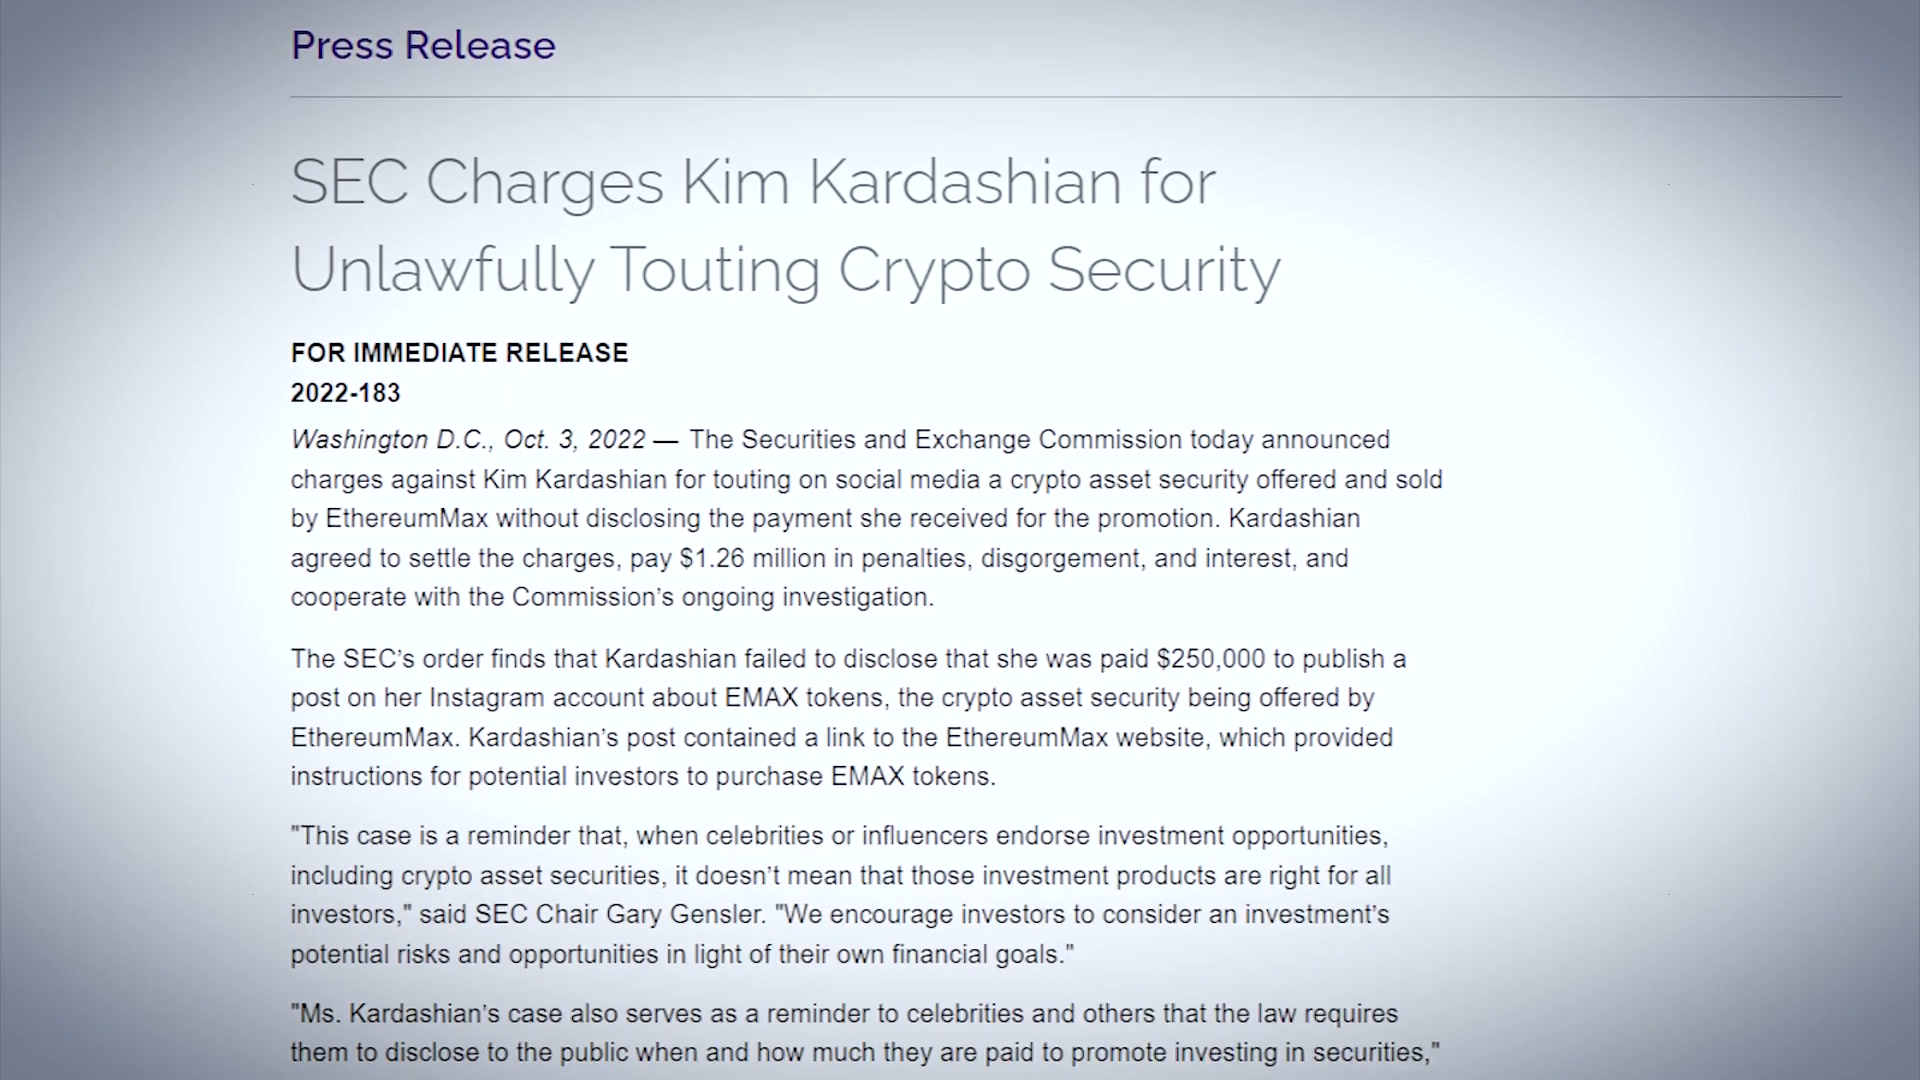 Press Release
SEC Charges Kim Kardashian for
Unlawfully Touting Crypto Security
FOR IMMEDIATE RELEASE
2022-183
Washington D.C., Oct. 3, 2022 — The Securities and Exchange Commission today announced
charges against Kim Kardashian for touting on social media a crypto asset security offered and sold
by EthereumMax without disclosing the payment she received for the promotion. Kardashian
agreed to settle the charges, pay $1.26 million in penalties, disgorgement, and interest, and
cooperate with the Commission’s ongoing investigation.
The SEC’s order finds that Kardashian failed to disclose that she was paid $250,000 to publish a
post on her Instagram account about EMAX tokens, the crypto asset security being offered by
EthereumMax. Kardashian’s post contained a link to the EthereumMax website, which provided
instructions for potential investors to purchase EMAX tokens.
"This case is a reminder that, when celebrities or influencers endorse investment opportunities,
including crypto asset securities, it doesn’t mean that those investment products are right for all
investors," said SEC Chair Gary Gensler. "We encourage investors to consider an investment’s
potential risks and opportunities in light of their own financial goals."
"Ms. Kardashian’s case also serves as a reminder to celebrities and others that the law requires
them to disclose to the public when and how much they are paid to promote investing in securities,"